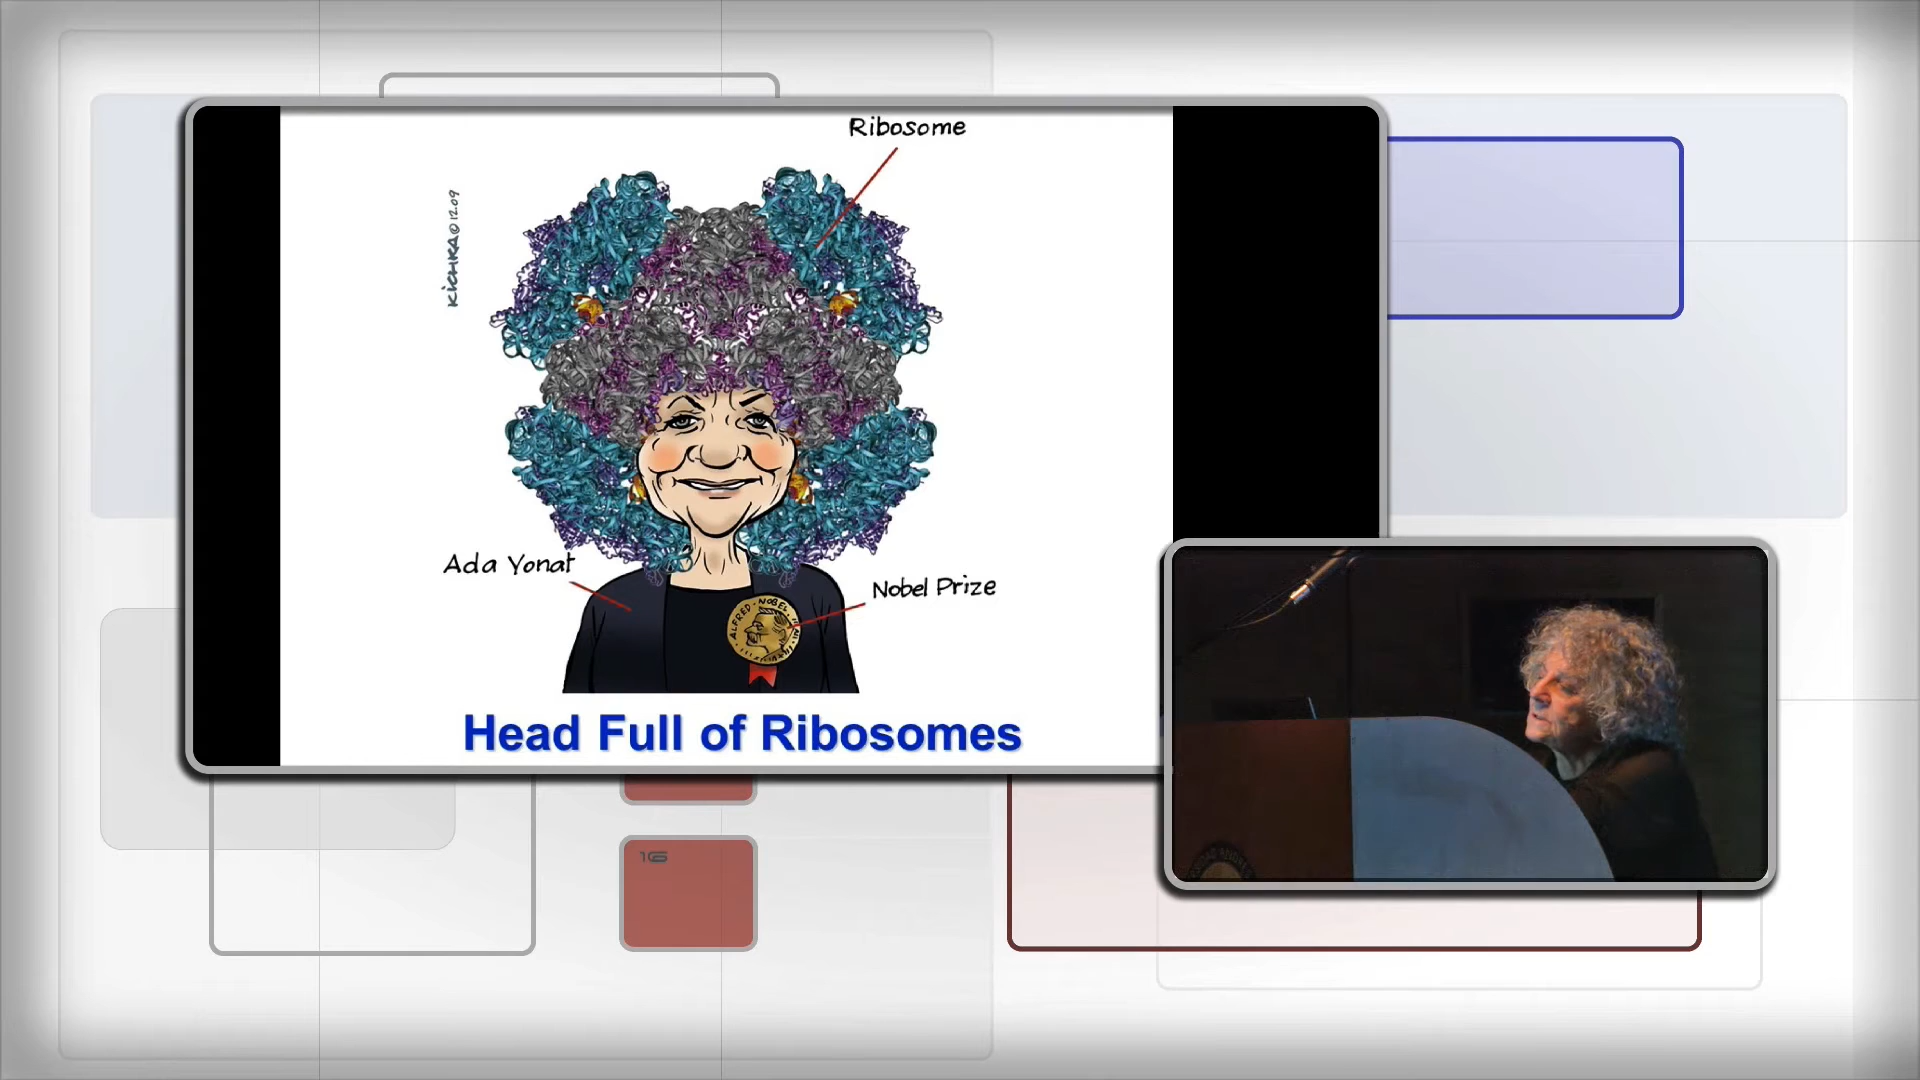 Ribosome
KICHKA © 12.09
Ada Yonat
Nobel Prize
ALFRED · NOBEL
Head Full of Ribosomes
16